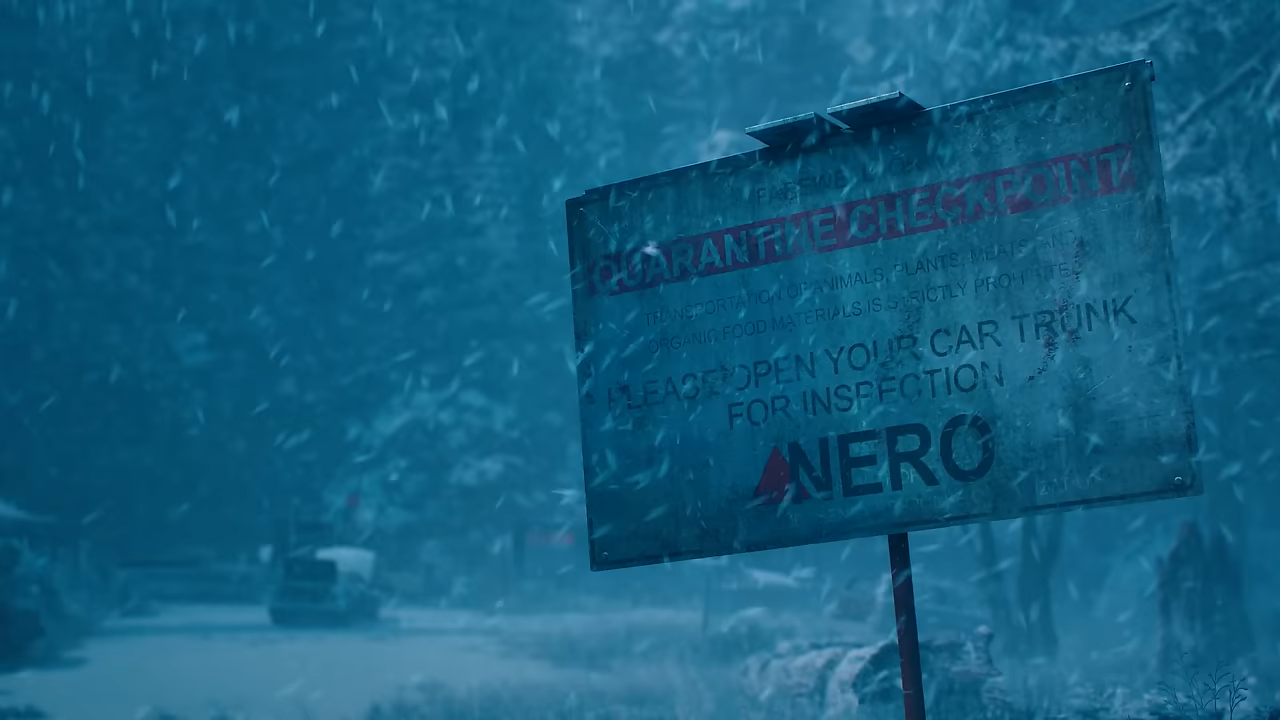 FAREWELL
QUARANTINE CHECKPOINT
TRANSPORTATION OF ANIMALS, PLANTS, MEATS AND
ORGANIC FOOD MATERIALS IS STRICTLY PROHIBITED
PLEASE OPEN YOUR CAR TRUNK
FOR INSPECTION
NERO